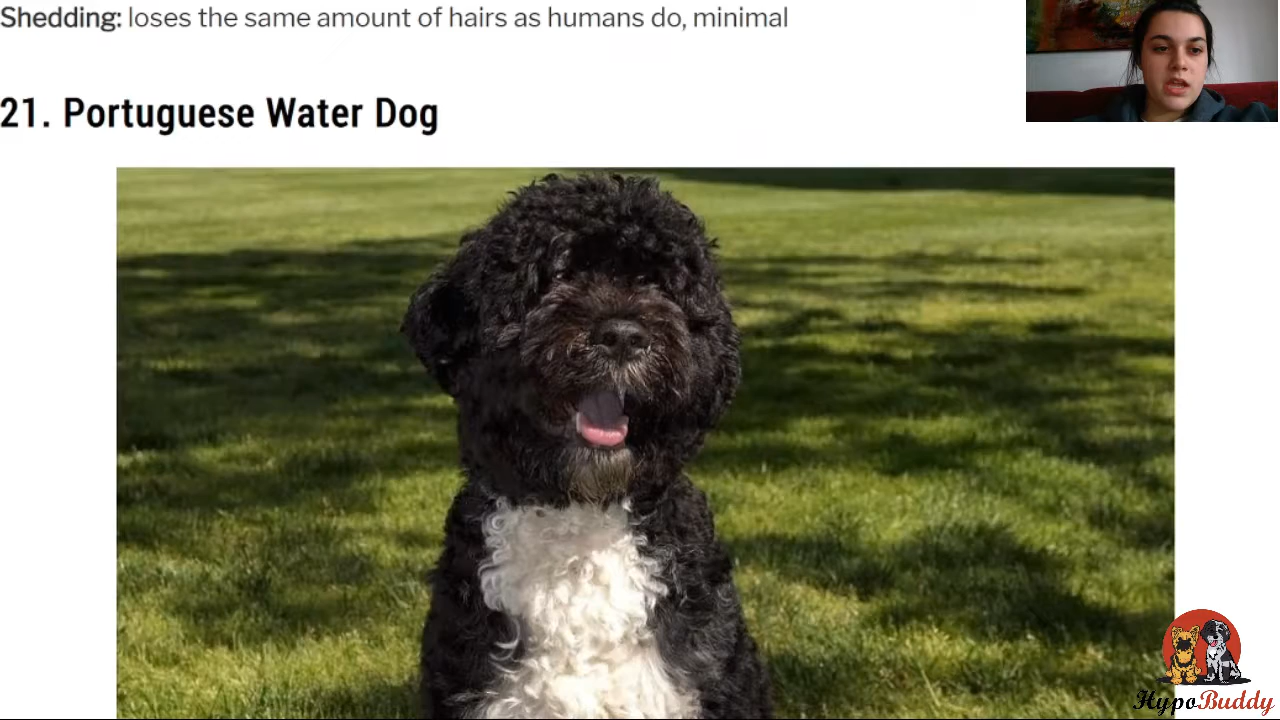 Shedding: loses the same amount of hairs as humans do, minimal
21. Portuguese Water Dog
HypoBuddy